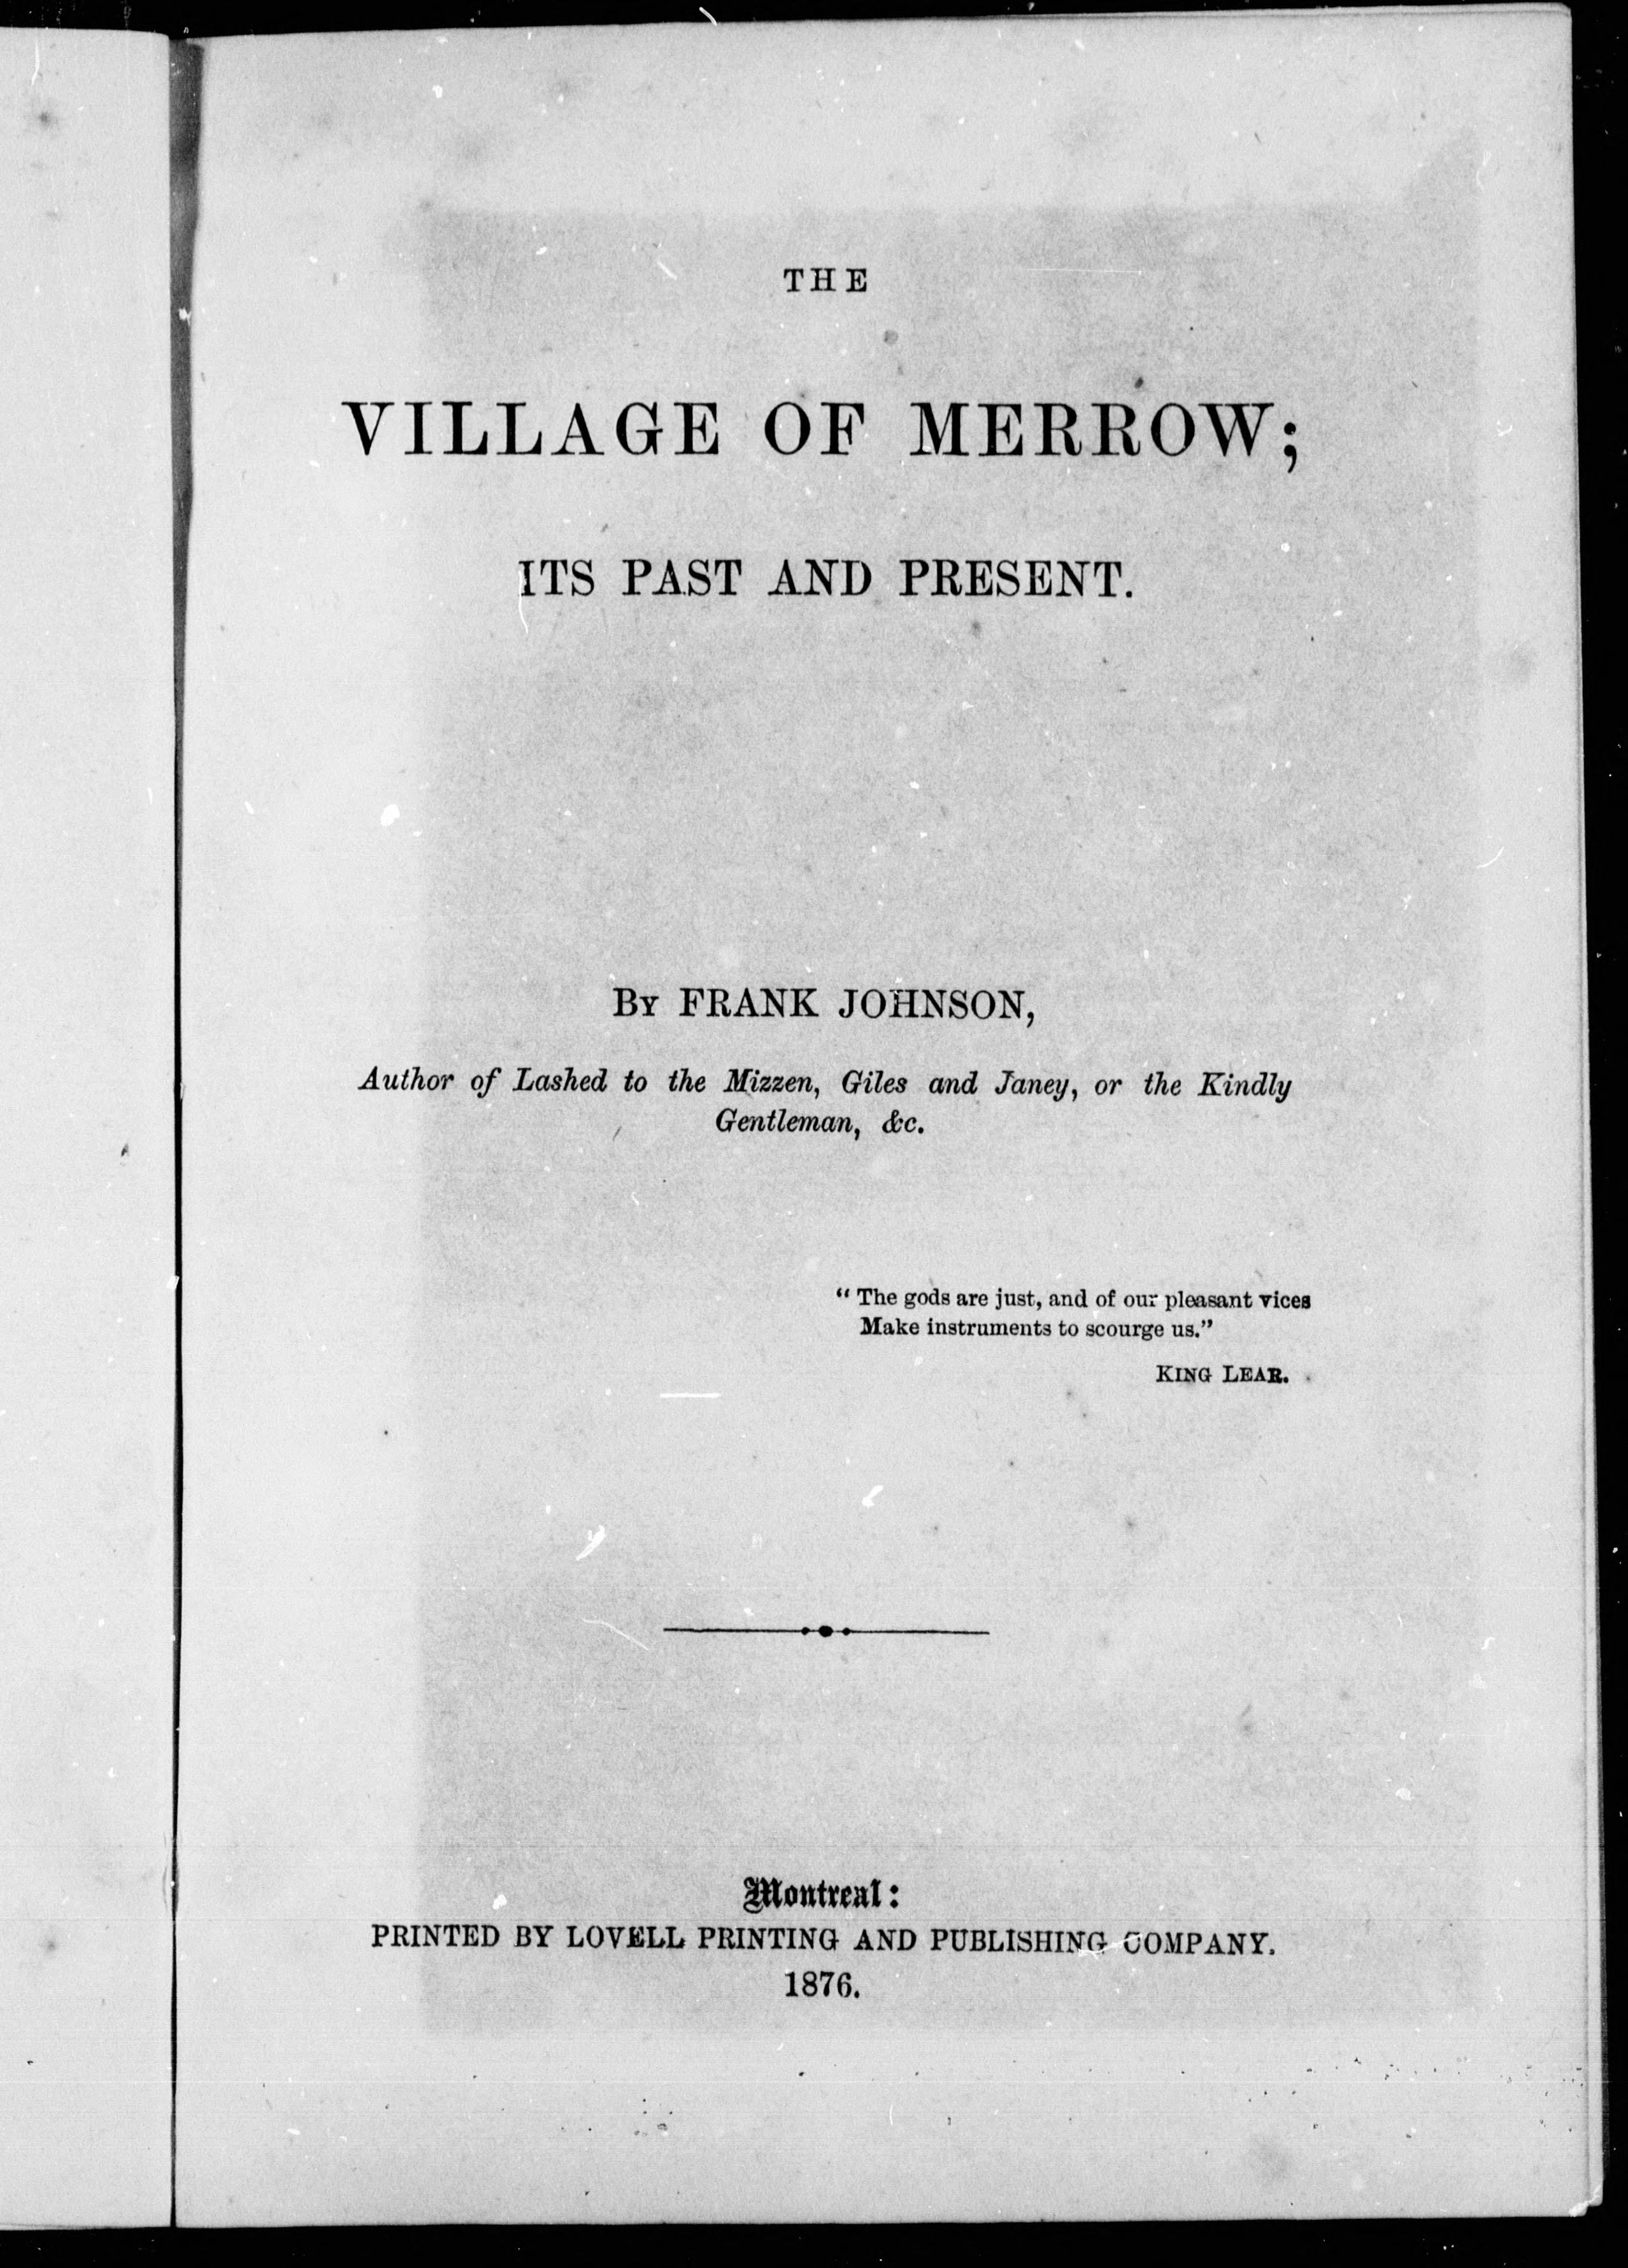 THE
VILLAGE OF MERROW;
ITS PAST AND PRESENT.
BY FRANK JOHNSON,
Author of Lashed to the Mizzen, Giles and Janey, or the Kindly
Gentleman, &c.
“The gods are just, and of our pleasant vices
Make instruments to scourge us.”
KING LEAR.
Montreal:
PRINTED BY LOVELL PRINTING AND PUBLISHING COMPANY.
1876.